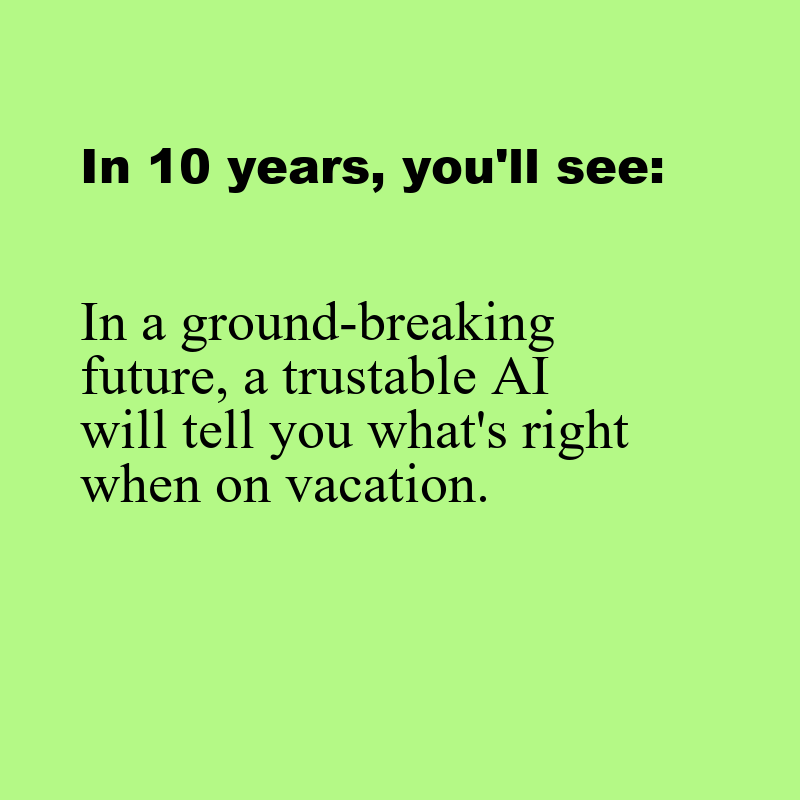 In 10 years, you'll see:
In a ground-breaking
future, a trustable AI
will tell you what's right
when on vacation.